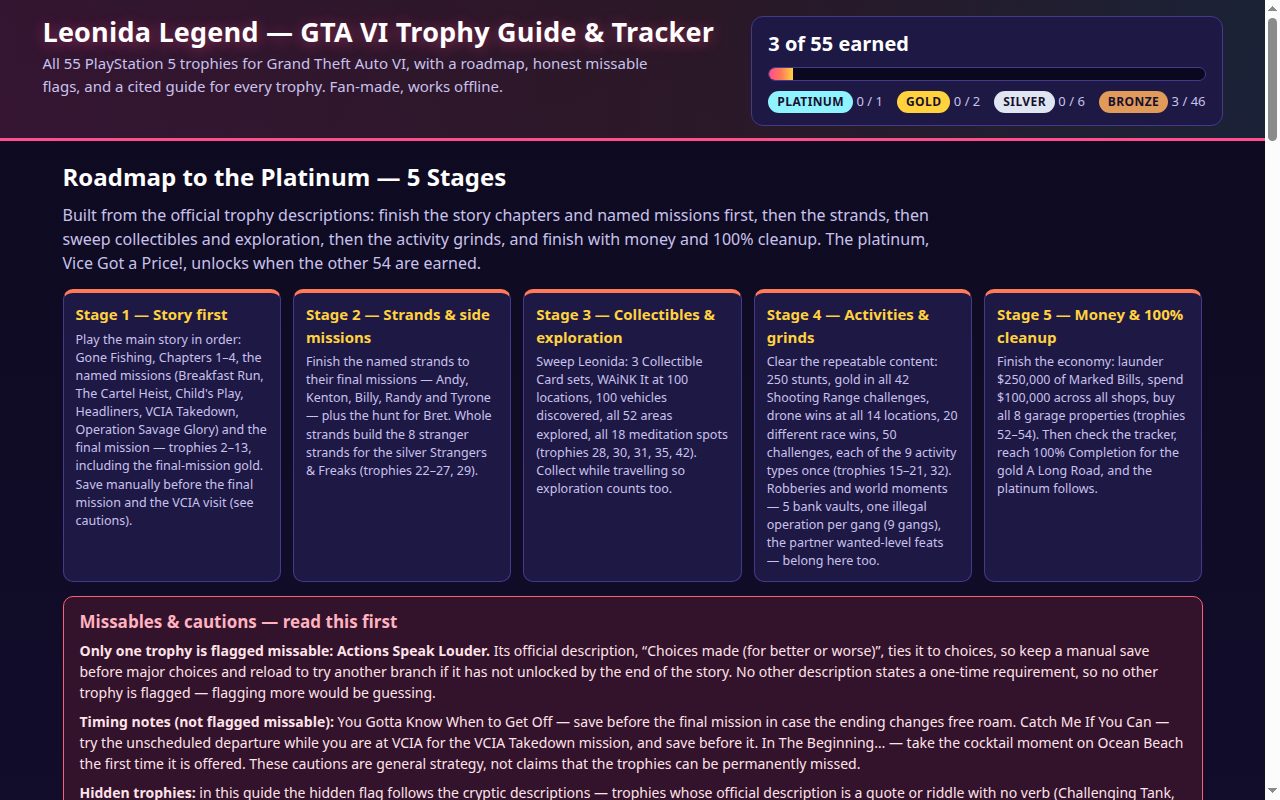 Leonida Legend — GTA VI Trophy Guide & Tracker
All 55 PlayStation 5 trophies for Grand Theft Auto VI, with a roadmap, honest missable
flags, and a cited guide for every trophy. Fan-made, works offline.
3 of 55 earned
PLATINUM 0 / 1 GOLD 0 / 2 SILVER 0 / 6 BRONZE 3 / 46
Roadmap to the Platinum — 5 Stages
Built from the official trophy descriptions: finish the story chapters and named missions first, then the strands, then
sweep collectibles and exploration, then the activity grinds, and finish with money and 100% cleanup. The platinum,
Vice Got a Price!, unlocks when the other 54 are earned.
Stage 1 — Story first
Play the main story in order:
Gone Fishing, Chapters 1–4, the
named missions (Breakfast Run,
The Cartel Heist, Child's Play,
Headliners, VCIA Takedown,
Operation Savage Glory) and the
final mission — trophies 2–13,
including the final-mission gold.
Save manually before the final
mission and the VCIA visit (see
cautions).
Stage 2 — Strands & side
missions
Finish the named strands to
their final missions — Andy,
Kenton, Billy, Randy and Tyrone
— plus the hunt for Bret. Whole
strands build the 8 stranger
strands for the silver Strangers
& Freaks (trophies 22–27, 29).
Stage 3 — Collectibles &
exploration
Sweep Leonida: 3 Collectible
Card sets, WAiNK It at 100
locations, 100 vehicles
discovered, all 52 areas
explored, all 18 meditation spots
(trophies 28, 30, 31, 35, 42).
Collect while travelling so
exploration counts too.
Stage 4 — Activities &
grinds
Clear the repeatable content:
250 stunts, gold in all 42
Shooting Range challenges,
drone wins at all 14 locations, 20
different race wins, 50
challenges, each of the 9 activity
types once (trophies 15–21, 32).
Robberies and world moments
— 5 bank vaults, one illegal
operation per gang (9 gangs),
the partner wanted-level feats
— belong here too.
Stage 5 — Money & 100%
cleanup
Finish the economy: launder
$250,000 of Marked Bills, spend
$100,000 across all shops, buy
all 8 garage properties (trophies
52–54). Then check the tracker,
reach 100% Completion for the
gold A Long Road, and the
platinum follows.
Missables & cautions — read this first
Only one trophy is flagged missable: Actions Speak Louder. Its official description, “Choices made (for better or worse)”, ties it to choices, so keep a manual save
before major choices and reload to try another branch if it has not unlocked by the end of the story. No other description states a one-time requirement, so no other
trophy is flagged — flagging more would be guessing.
Timing notes (not flagged missable): You Gotta Know When to Get Off — save before the final mission in case the ending changes free roam. Catch Me If You Can —
try the unscheduled departure while you are at VCIA for the VCIA Takedown mission, and save before it. In The Beginning... — take the cocktail moment on Ocean Beach
the first time it is offered. These cautions are general strategy, not claims that the trophies can be permanently missed.
Hidden trophies: in this guide the hidden flag follows the cryptic descriptions — trophies whose official description is a quote or riddle with no verb (Challenging Tank,